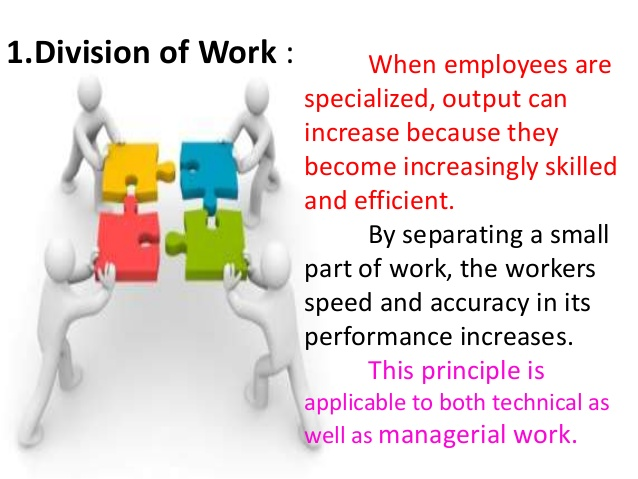 1.Division of Work :
When employees are
specialized, output can
increase because they
become increasingly skilled
and efficient.
By separating a small
part of work, the workers
speed and accuracy in its
performance increases.
This principle is
applicable to both technical as
well as managerial work.